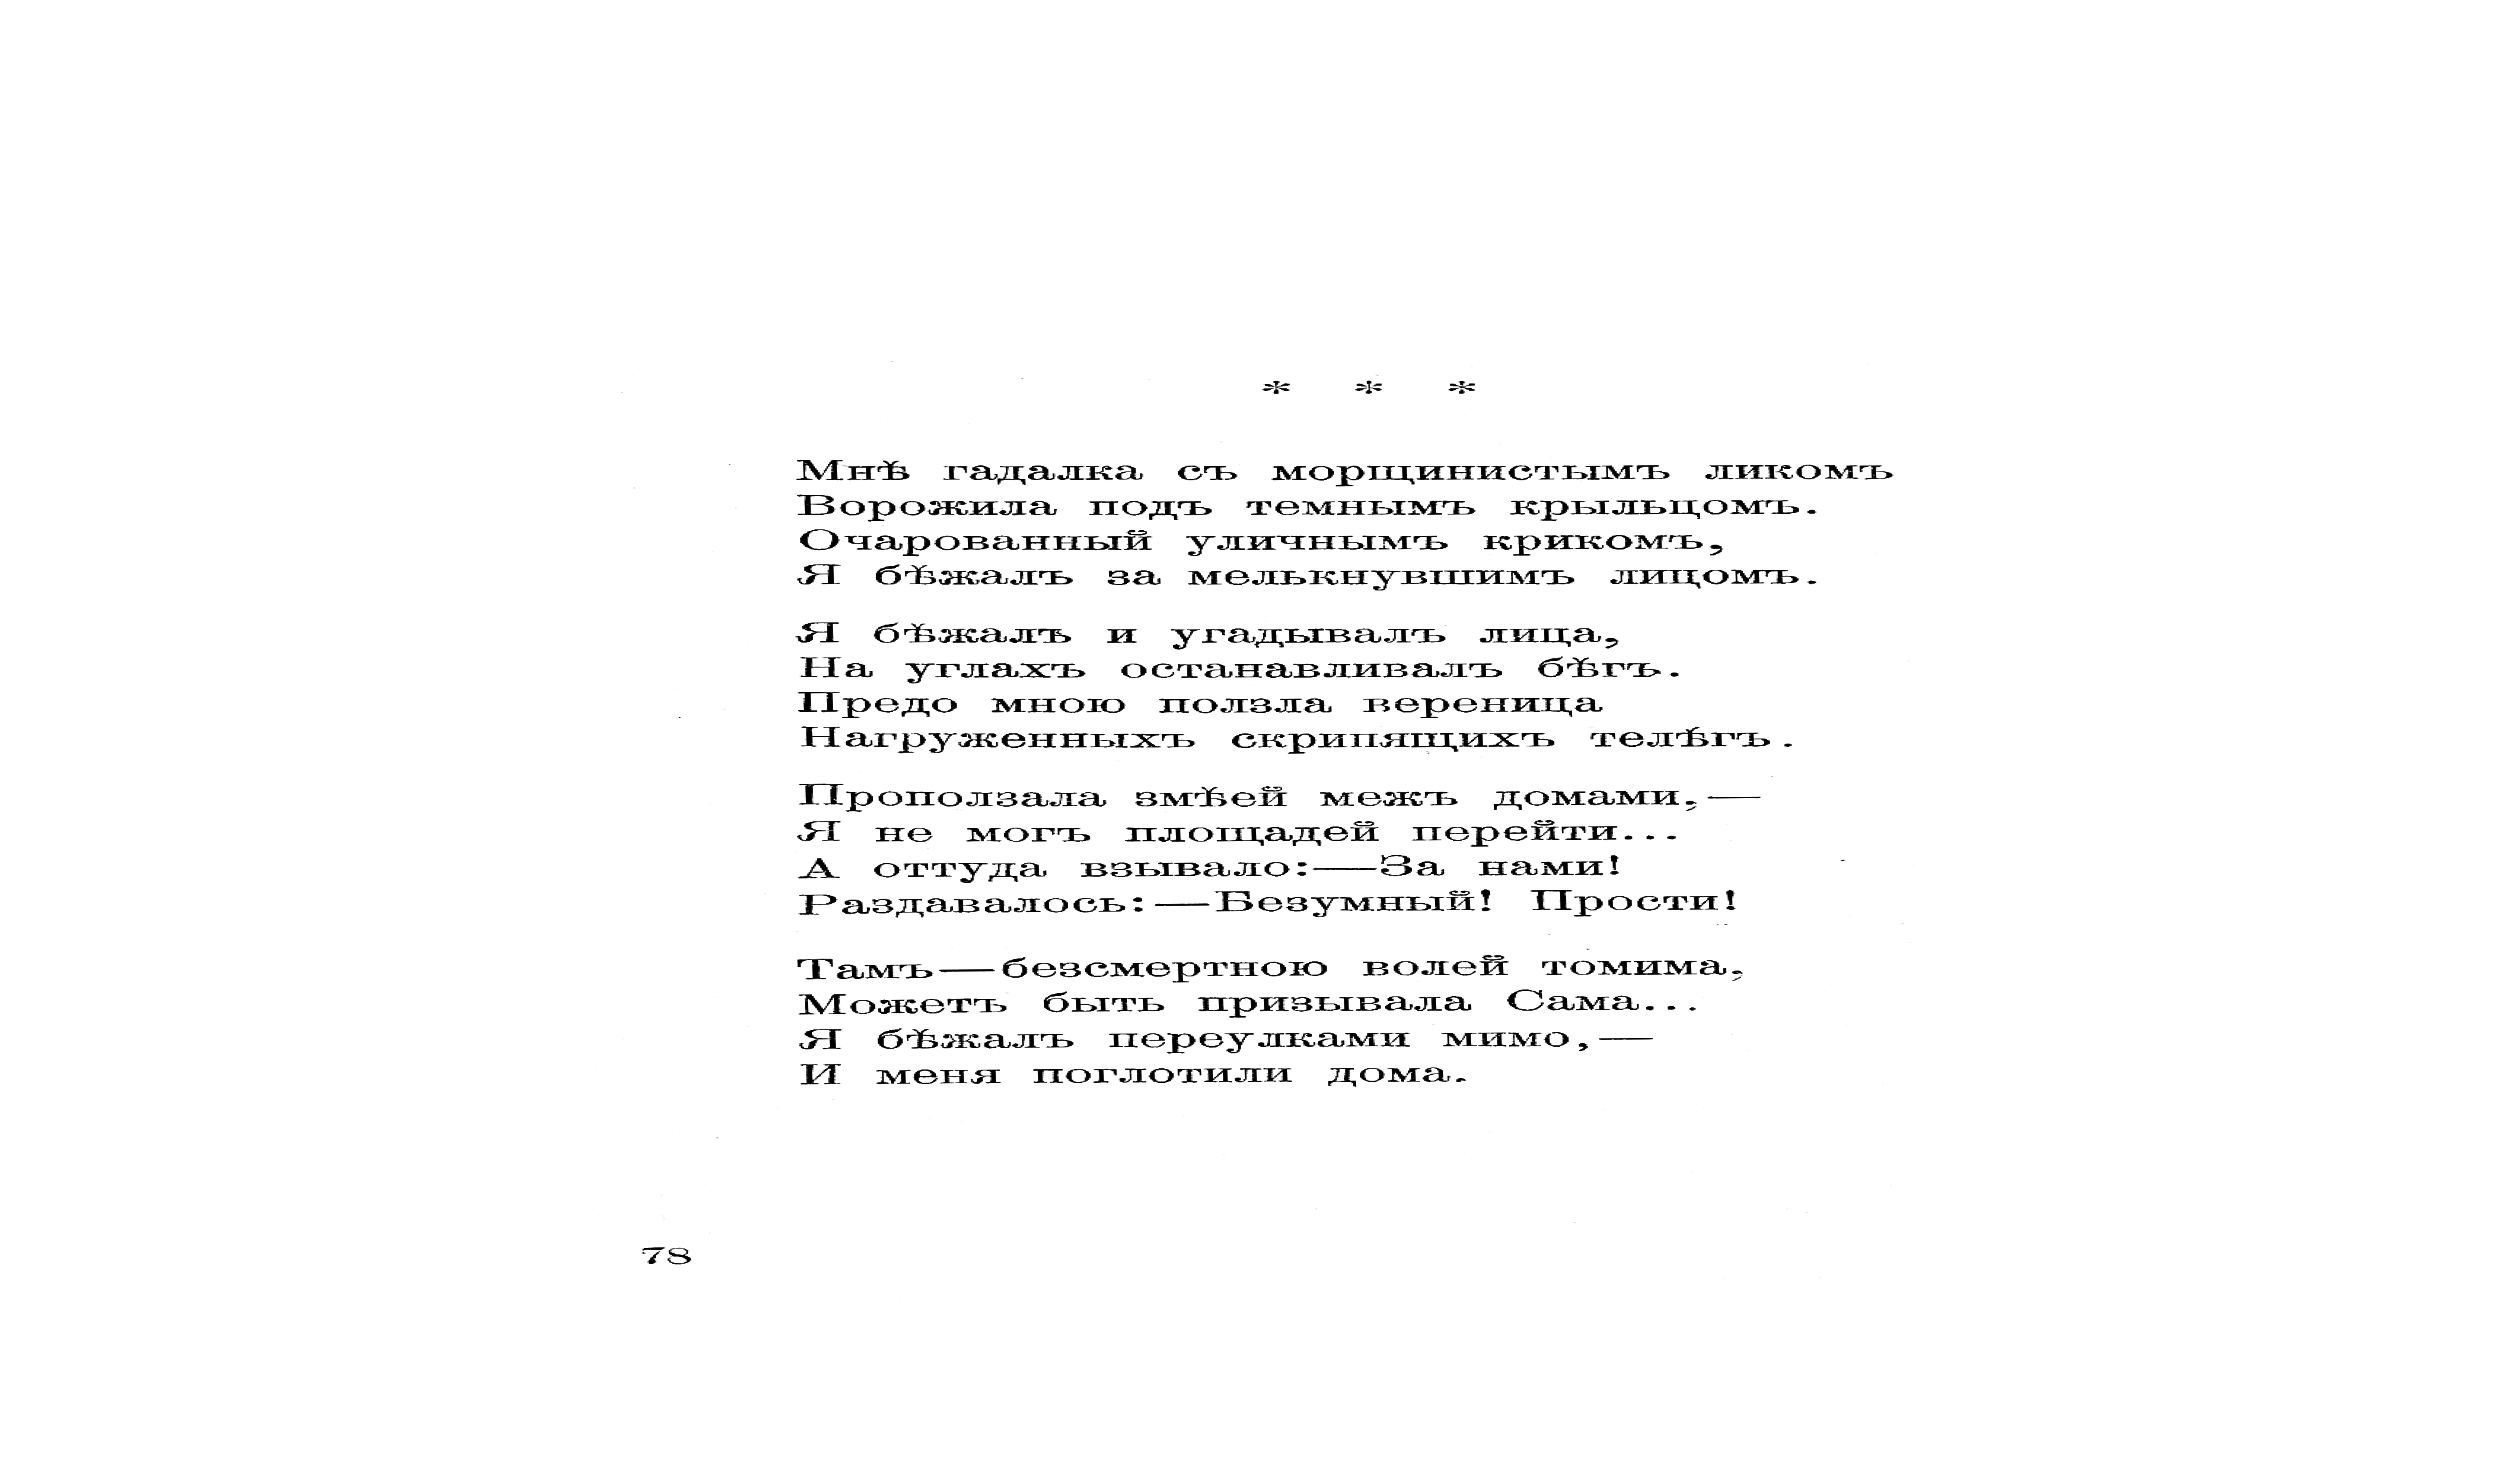 * * *
Мнѣ гадалка съ морщинистымъ ликомъ
Ворожила подъ темнымъ крыльцомъ.
Очарованный уличнымъ крикомъ,
Я бѣжалъ за мелькнувшимъ лицомъ.
Я бѣжалъ и угадывалъ лица,
На углахъ останавливалъ бѣгъ.
Предо мною ползла вереница
Нагруженныхъ скрипящихъ телѣгъ.
Проползала змѣей межъ домами,—
Я не могъ площадей перейти...
А оттуда взывало:—За нами!
Раздавалось:—Безумный! Прости!
Тамъ—безсмертною волей томима,
Можетъ быть призывала Сама...
Я бѣжалъ переулками мимо,—
И меня поглотили дома.
78